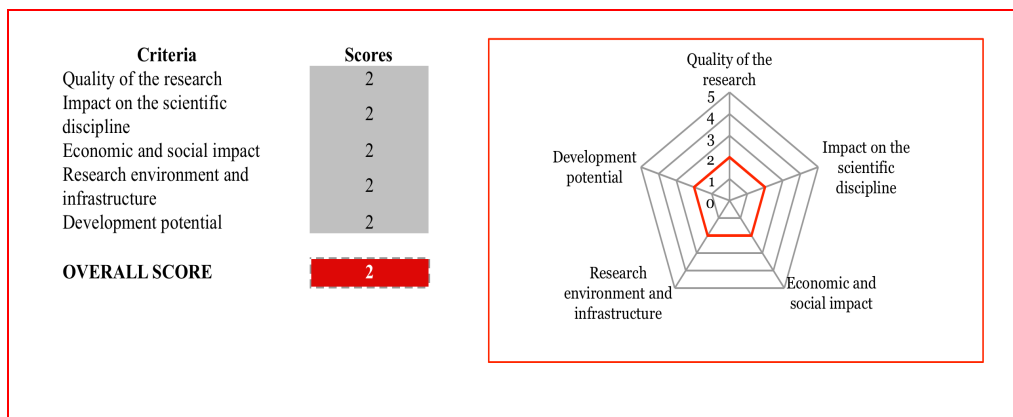 Criteria Scores
Quality of the research 2
Impact on the scientific
discipline 2
Economic and social impact 2
Research environment and
infrastructure 2
Development potential 2
OVERALL SCORE 2
Quality of the
research
5
4
3
2
1
0
Impact on the
scientific
discipline
Economic and
social impact
Research
environment and
infrastructure
Development
potential